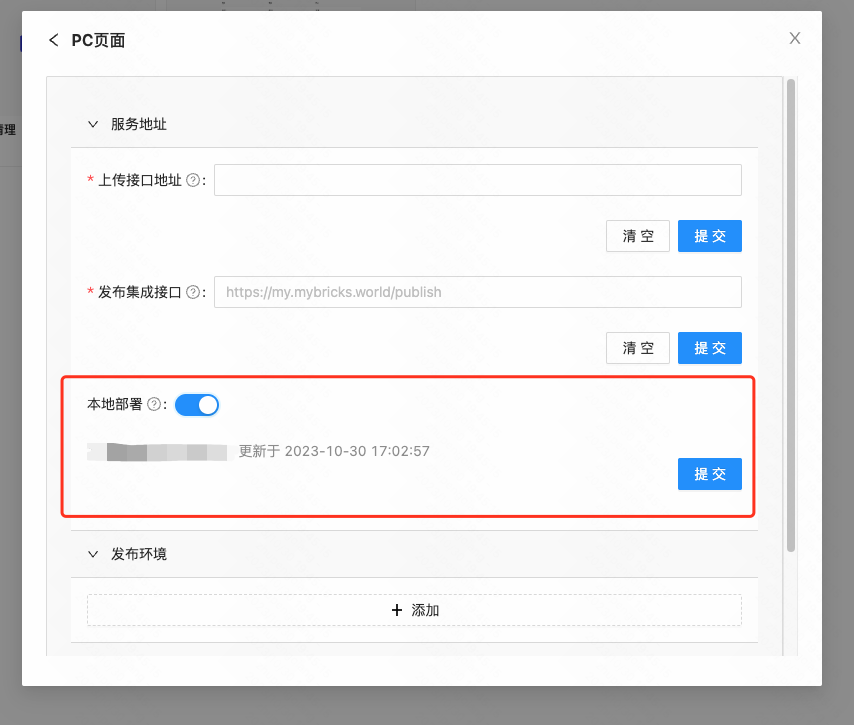 PC页面
清理
服务地址
* 上传接口地址 ? :
清 空 提 交
* 发布集成接口 ? : https://my.mybricks.world/publish
清 空 提 交
本地部署 ? :
更新于 2023-10-30 17:02:57
提 交
发布环境
+ 添加